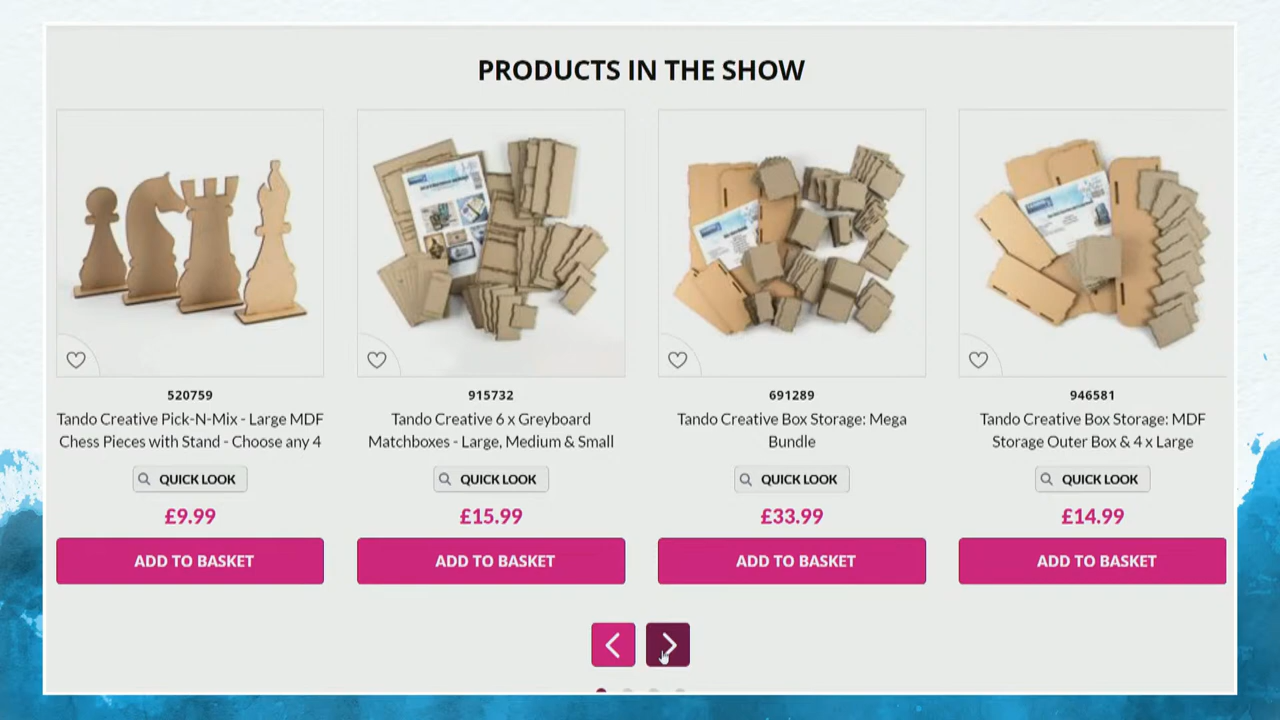 PRODUCTS IN THE SHOW
520759
Tando Creative Pick-N-Mix - Large MDF
Chess Pieces with Stand - Choose any 4
QUICK LOOK
£9.99
ADD TO BASKET
915732
Tando Creative 6 x Greyboard
Matchboxes - Large, Medium & Small
QUICK LOOK
£15.99
ADD TO BASKET
691289
Tando Creative Box Storage: Mega
Bundle
QUICK LOOK
£33.99
ADD TO BASKET
946581
Tando Creative Box Storage: MDF
Storage Outer Box & 4 x Large
QUICK LOOK
£14.99
ADD TO BASKET